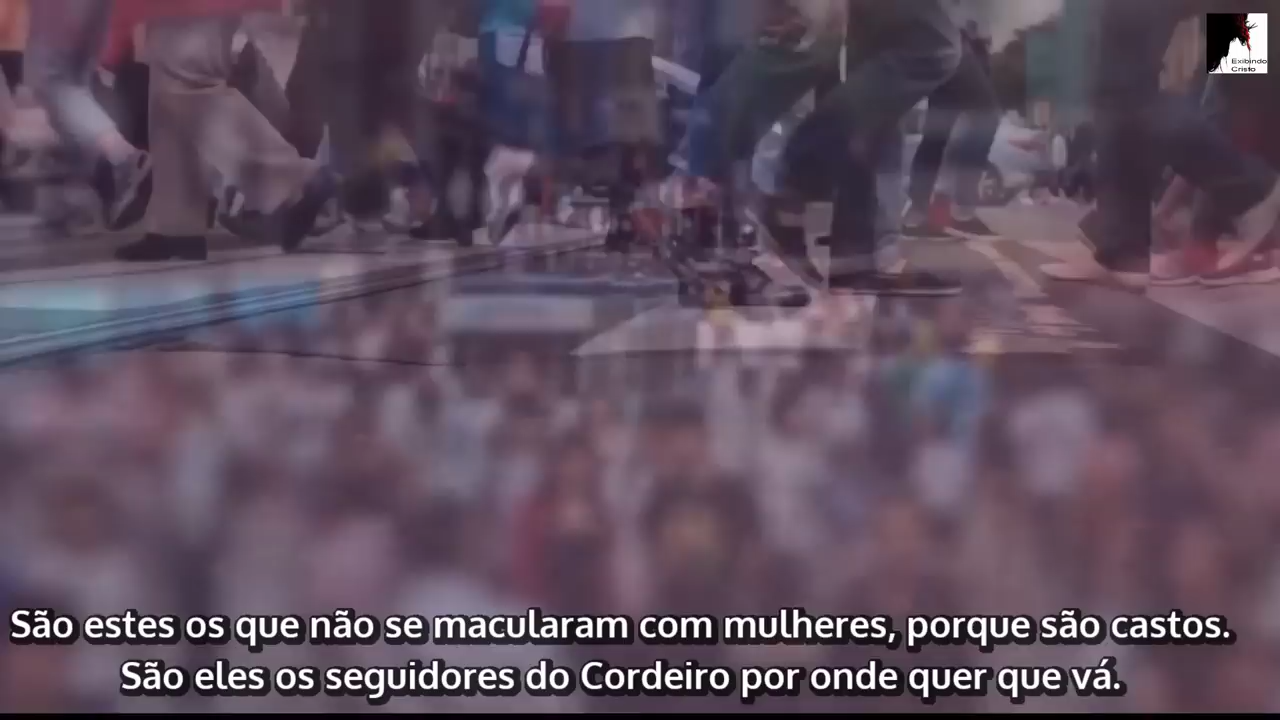 Exibindo
Cristo
São estes os que não se macularam com mulheres, porque são castos.
São eles os seguidores do Cordeiro por onde quer que vá.